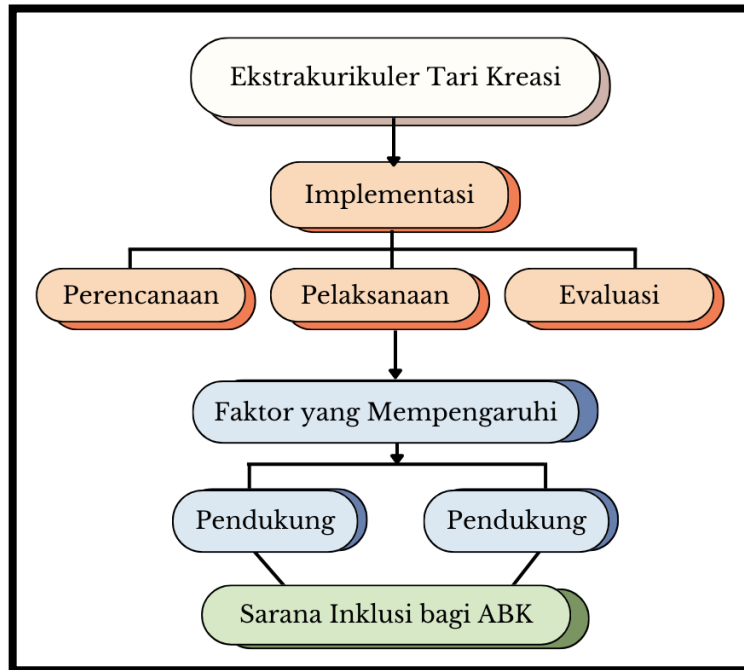 Ekstrakurikuler Tari Kreasi
Implementasi
Perencanaan
Pelaksanaan
Evaluasi
Faktor yang Mempengaruhi
Pendukung
Pendukung
Sarana Inklusi bagi ABK